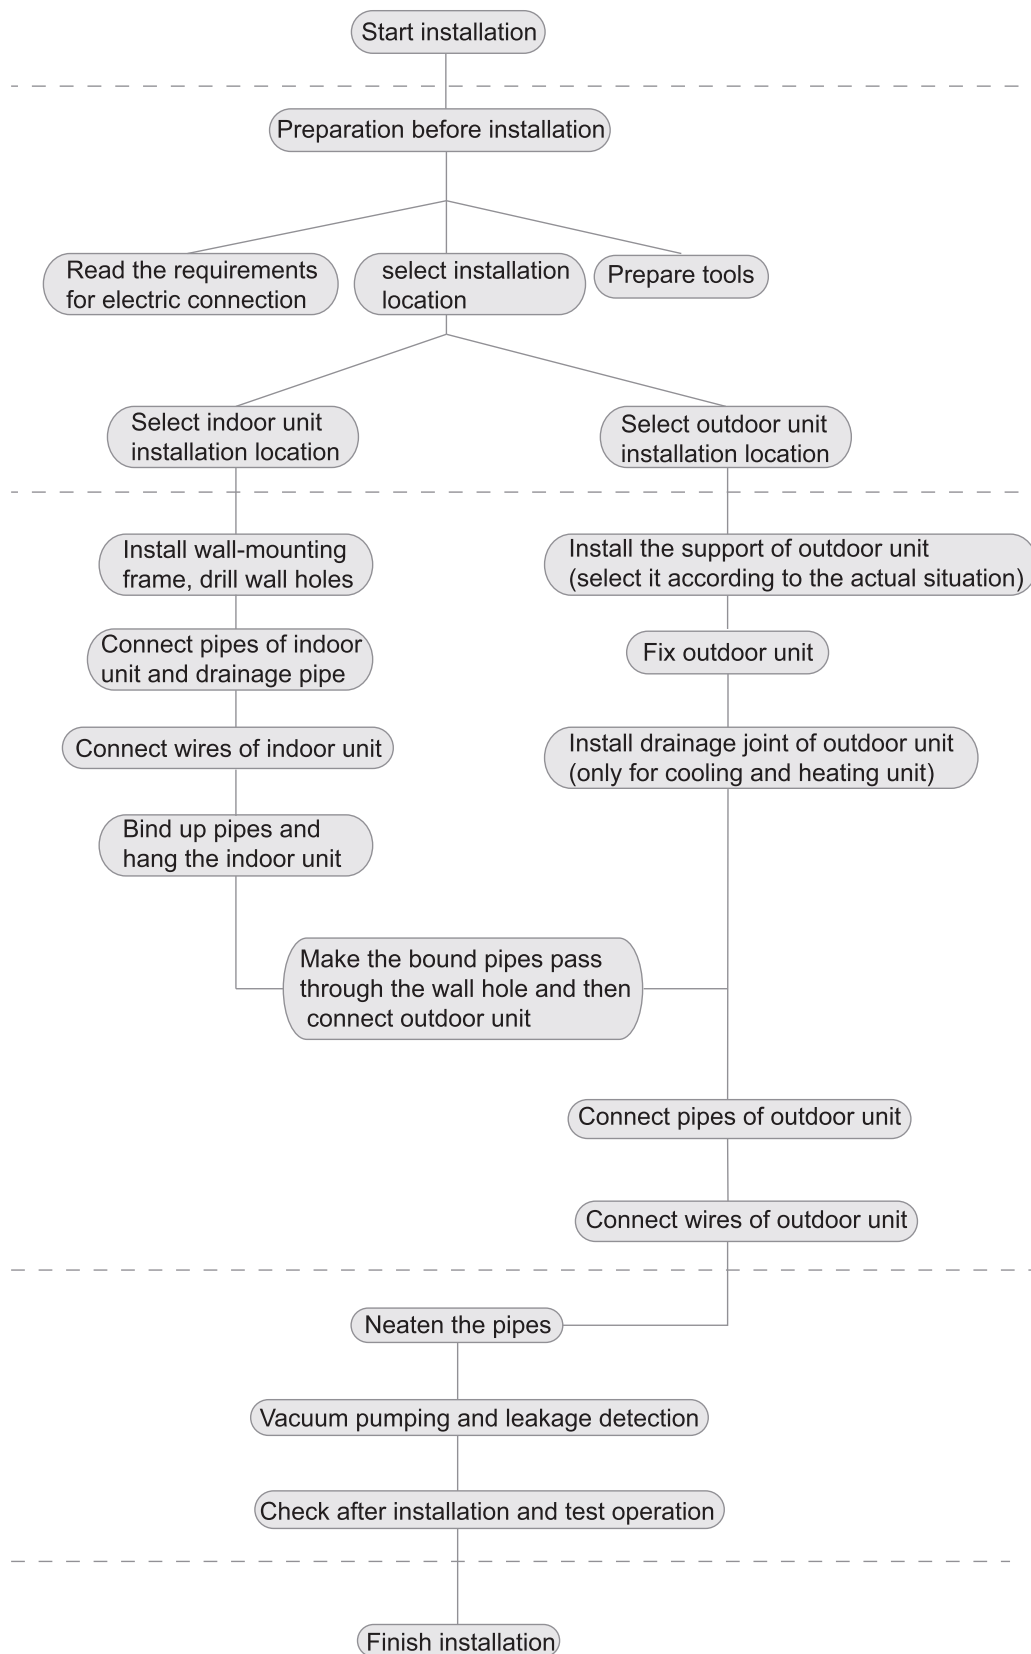 Start installation
Preparation before installation
Read the requirements
for electric connection
select installation
location
Prepare tools
Select indoor unit
installation location
Select outdoor unit
installation location
Install wall-mounting
frame, drill wall holes
Install the support of outdoor unit
(select it according to the actual situation)
Connect pipes of indoor
unit and drainage pipe
Fix outdoor unit
Connect wires of indoor unit
Install drainage joint of outdoor unit
(only for cooling and heating unit)
Bind up pipes and
hang the indoor unit
Make the bound pipes pass
through the wall hole and then
connect outdoor unit
Connect pipes of outdoor unit
Connect wires of outdoor unit
Neaten the pipes
Vacuum pumping and leakage detection
Check after installation and test operation
Finish installation